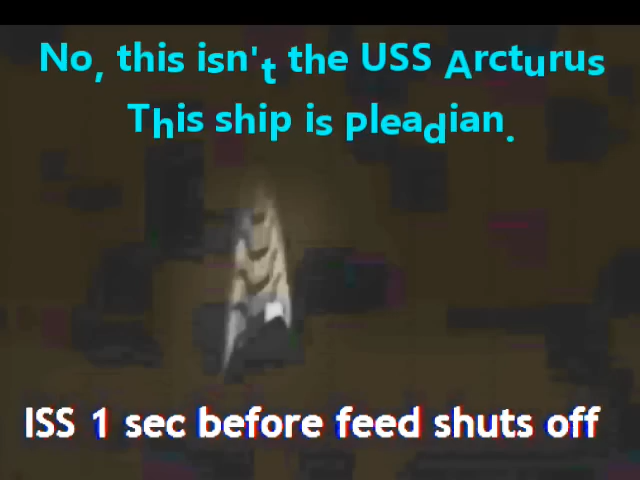 No, this isn't the USS Arcturus
This ship is pleadian.
ISS 1 sec before feed shuts off